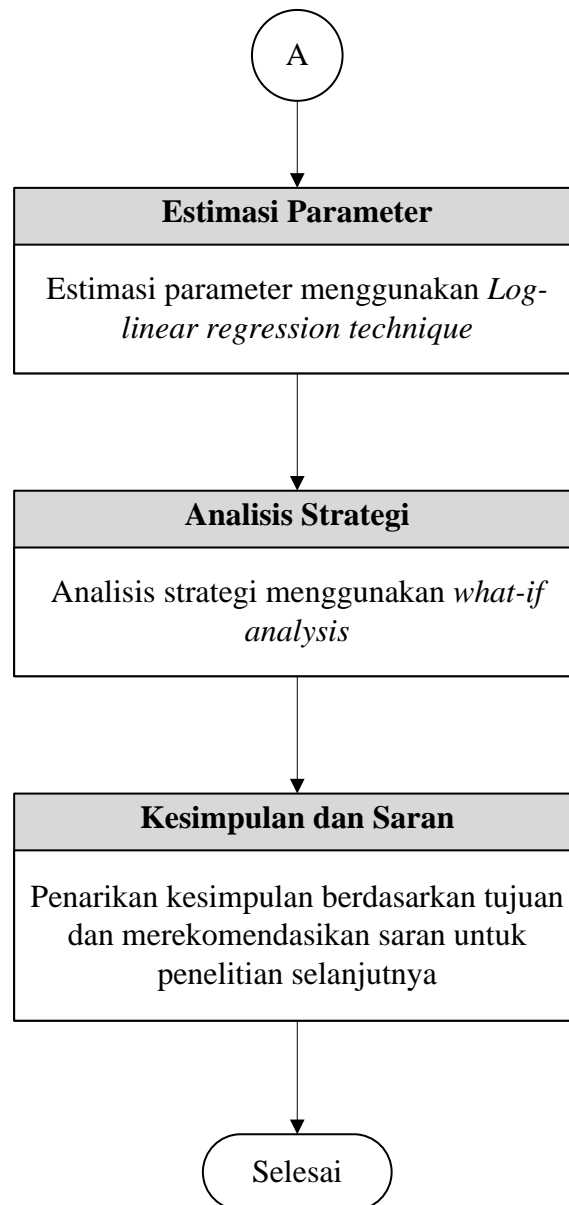 A
Estimasi Parameter
Estimasi parameter menggunakan Log-
linear regression technique
Analisis Strategi
Analisis strategi menggunakan what-if
analysis
Kesimpulan dan Saran
Penarikan kesimpulan berdasarkan tujuan
dan merekomendasikan saran untuk
penelitian selanjutnya
Selesai